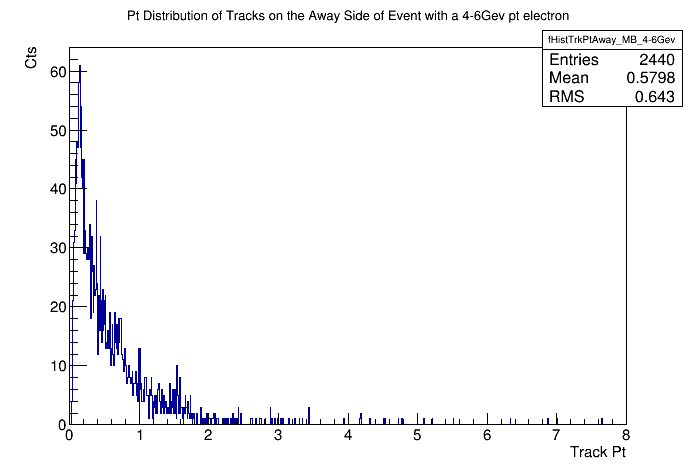 Pt Distribution of Tracks on the Away Side of Event with a 4-6Gev pt electron
fHistTrkPtAway_MB_4-6Gev
Entries 2440
Mean 0.5798
RMS 0.643
Cts
60
50
40
30
20
10
0
0 1 2 3 4 5 6 7 8
Track Pt